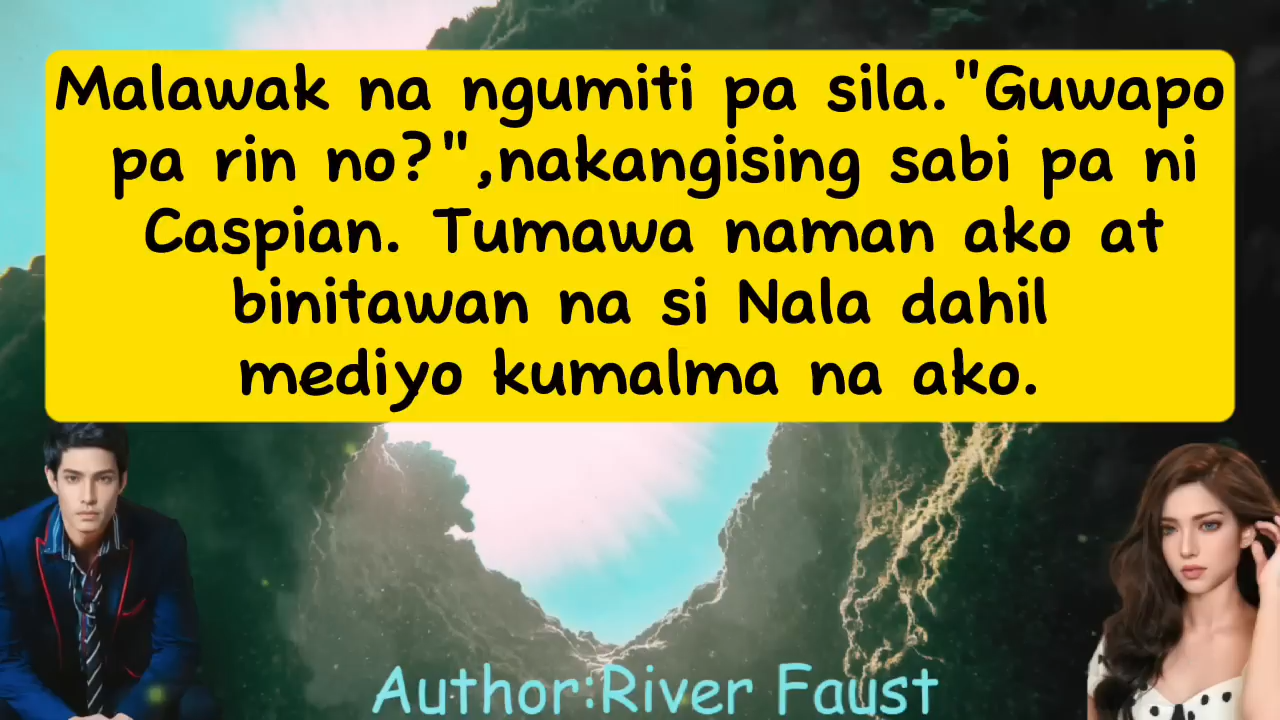 Malawak na ngumiti pa sila."Guwapo
pa rin no?",nakangising sabi pa ni
Caspian. Tumawa naman ako at
binitawan na si Nala dahil
mediyo kumalma na ako.
Author:River Faust